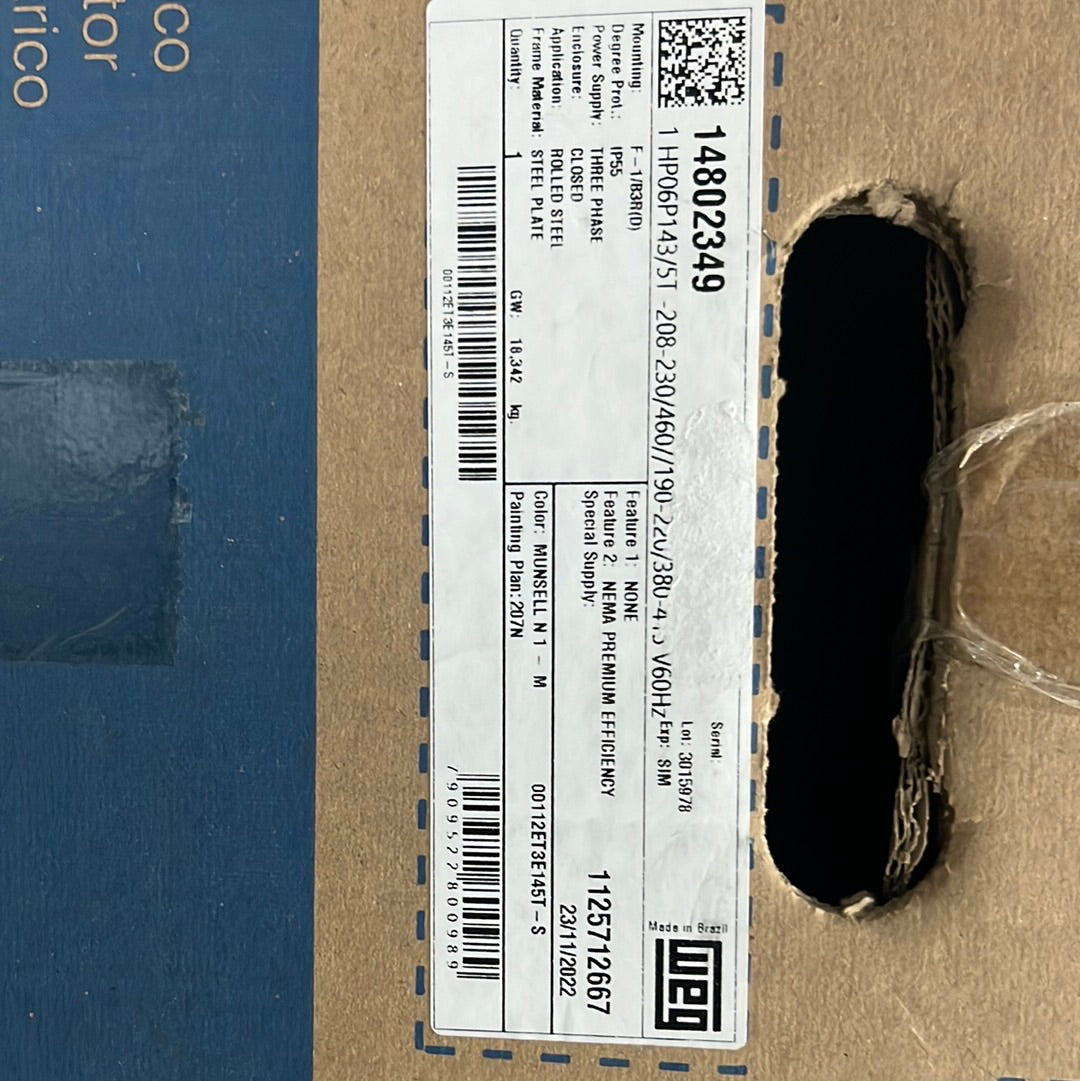 co
tor
rico
14802349
1 HP06P143/5T -208-230/460//190-220/380-415 V60Hz
Serial:
Lot: 3015978
Exp: SIM
Made in Brazil
WEG
Mounting: F-1/B3R(D)
Degree Prot.: IP55
Power Supply: THREE PHASE
Enclosure: CLOSED
Application: ROLLED STEEL
Frame Material: STEEL PLATE
Quantity: 1 GW: 18,342 kg.
Feature 1: NONE
Feature 2: NEMA PREMIUM EFFICIENCY
Special Supply:
1125712667
23/11/2022
Color: MUNSELL N 1 - M
Painting Plan: 207N
00112ET3E145T-S
00112ET3E145T-S
7909577800989